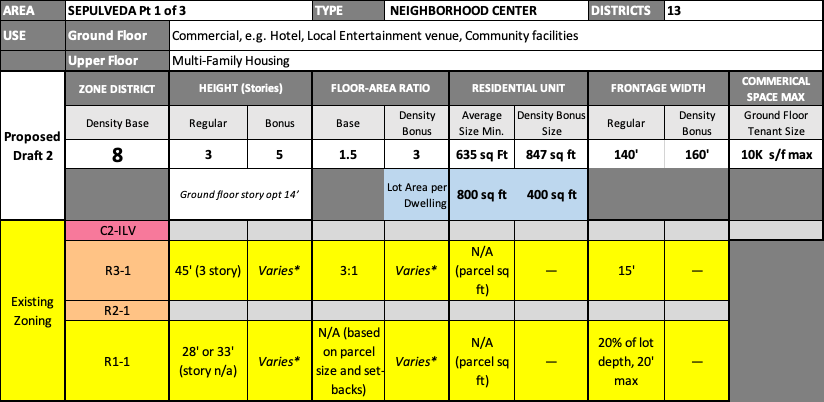 AREA SEPULVEDA Pt 1 of 3 TYPE NEIGHBORHOOD CENTER DISTRICTS 13
USE Ground Floor Commercial, e.g. Hotel, Local Entertainment venue, Community facilities
Upper Floor Multi-Family Housing
ZONE DISTRICT HEIGHT (Stories) FLOOR-AREA RATIO RESIDENTIAL UNIT FRONTAGE WIDTH COMMERICAL
SPACE MAX
Proposed
Draft 2
Density Base Regular Bonus Base Density
Bonus
Average
Size Min.
Density Bonus
Size
Regular Density
Bonus
Ground Floor
Tenant Size
8 3 5 1.5 3 635 sq Ft 847 sq ft 140' 160' 10K s/f max
Ground floor story opt 14' Lot Area per
Dwelling
800 sq ft 400 sq ft
Existing
Zoning
C2-ILV
R3-1 45' (3 story) Varies* 3:1 Varies* N/A
(parcel sq
ft)
— 15' —
R2-1
R1-1 28' or 33'
(story n/a)
Varies* N/A (based
on parcel
size and set-
backs)
Varies* N/A
(parcel sq
ft)
— 20% of lot
depth, 20'
max
—